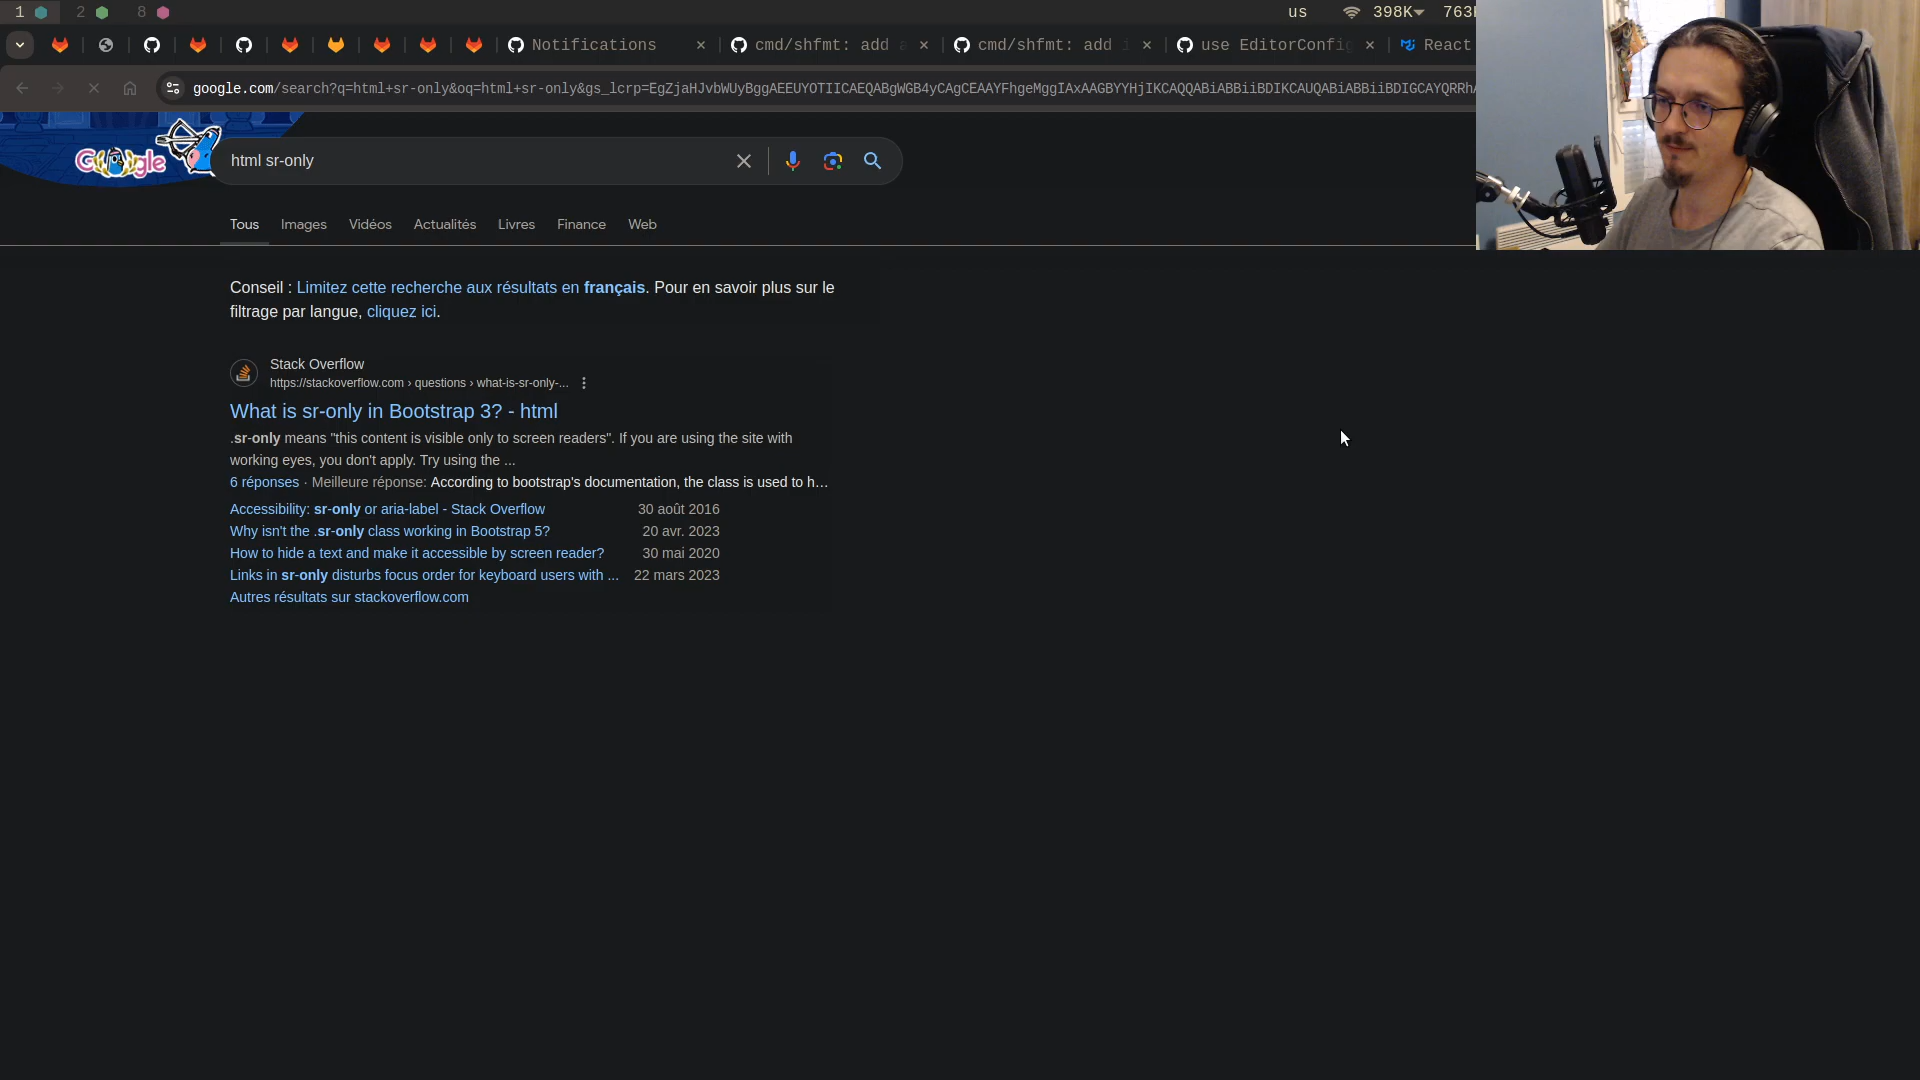 1 2 8 us 398K 763
Notifications cmd/shfmt: add cmd/shfmt: add use EditorConfig React
google.com/search?q=html+sr-only&oq=html+sr-only&gs_lcrp=EgZjaHJvbWUyBggAEEUYOTIICAEQABgWGB4yCAgCEAAYFhgeMggIAxAAGBYYHjIKCAQQABiABBiiBDIKCAUQABiABBiiBDIGCAYQRRh
Google html sr-only
Tous Images Vidéos Actualités Livres Finance Web
Conseil : Limitez cette recherche aux résultats en français. Pour en savoir plus sur le
filtrage par langue, cliquez ici.
Stack Overflow
https://stackoverflow.com › questions › what-is-sr-only-...
What is sr-only in Bootstrap 3? - html
.sr-only means "this content is visible only to screen readers". If you are using the site with
working eyes, you don't apply. Try using the ...
6 réponses · Meilleure réponse: According to bootstrap's documentation, the class is used to h...
Accessibility: sr-only or aria-label - Stack Overflow 30 août 2016
Why isn't the .sr-only class working in Bootstrap 5? 20 avr. 2023
How to hide a text and make it accessible by screen reader? 30 mai 2020
Links in sr-only disturbs focus order for keyboard users with ... 22 mars 2023
Autres résultats sur stackoverflow.com